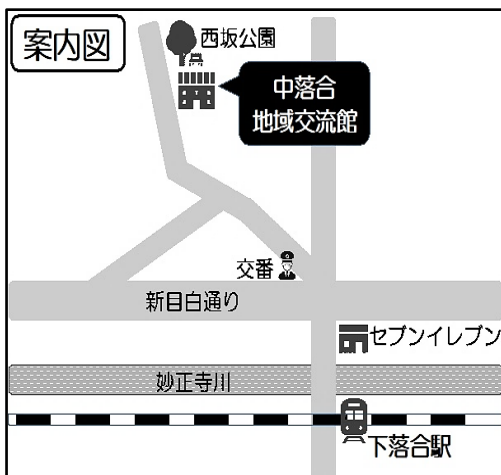 案内図
西坂公園
中落合
地域交流館
交番
新目白通り
セブンイレブン
妙正寺川
下落合駅